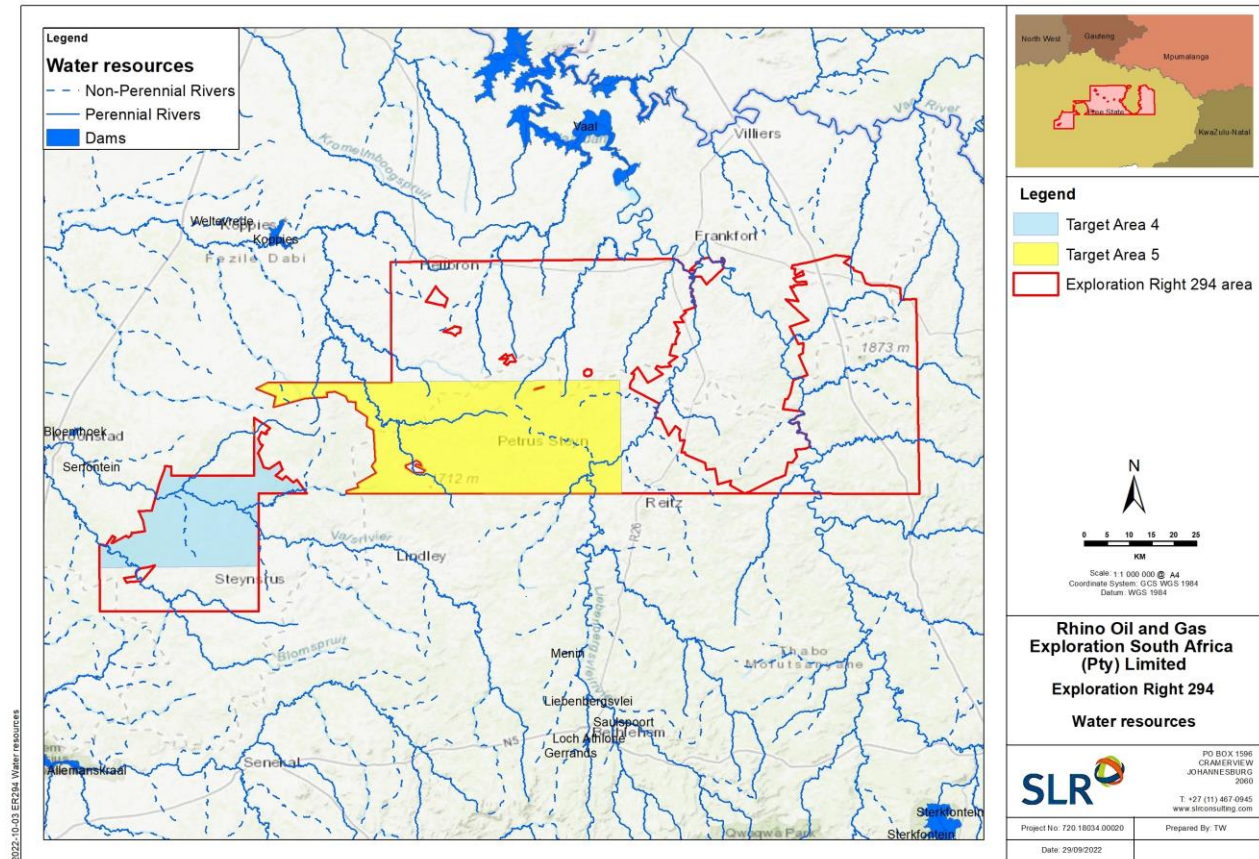 Legend
Water resources
Non-Perennial Rivers
Perennial Rivers
Dams
Vaal
Villiers
Kromelmboogspruit
Weltevrede
Koppies
Koppies
Fezile Dabi
Heilbron
Frankfort
1873 m
Bloemhoek
Kroonstad
Serfontein
Petrus Steyn
1712 m
Reitz
R26
Valsrivier
Lindley
Steynsrus
Blomspruit
Menin
Liebenbergsvlei
Thabo
Mofutsanyane
Liebenbergsvlei
Saulspoort
Bethlehem
Loch Athlone
Gerrands
N5
Senekal
Allemanskraal
Sterkfontein
Sterkfontein
Qwaqwa Park
2022-10-03 ER294 Water resources
North West
Gauteng
Mpumalanga
Free State
KwaZulu-Natal
Legend
Target Area 4
Target Area 5
Exploration Right 294 area
N
0 5 10 15 20 25
KM
Scale: 1:1 000 000 @ A4
Coordinate System: GCS WGS 1984
Datum: WGS 1984
Rhino Oil and Gas
Exploration South Africa
(Pty) Limited
Exploration Right 294
Water resources
SLR
PO BOX 1596
CRAMERVIEW
JOHANNESBURG
2060
T: +27 (11) 467-0945
www.slrconsulting.com
Project No: 720.18034.00020
Prepared By: TW
Date: 29/09/2022